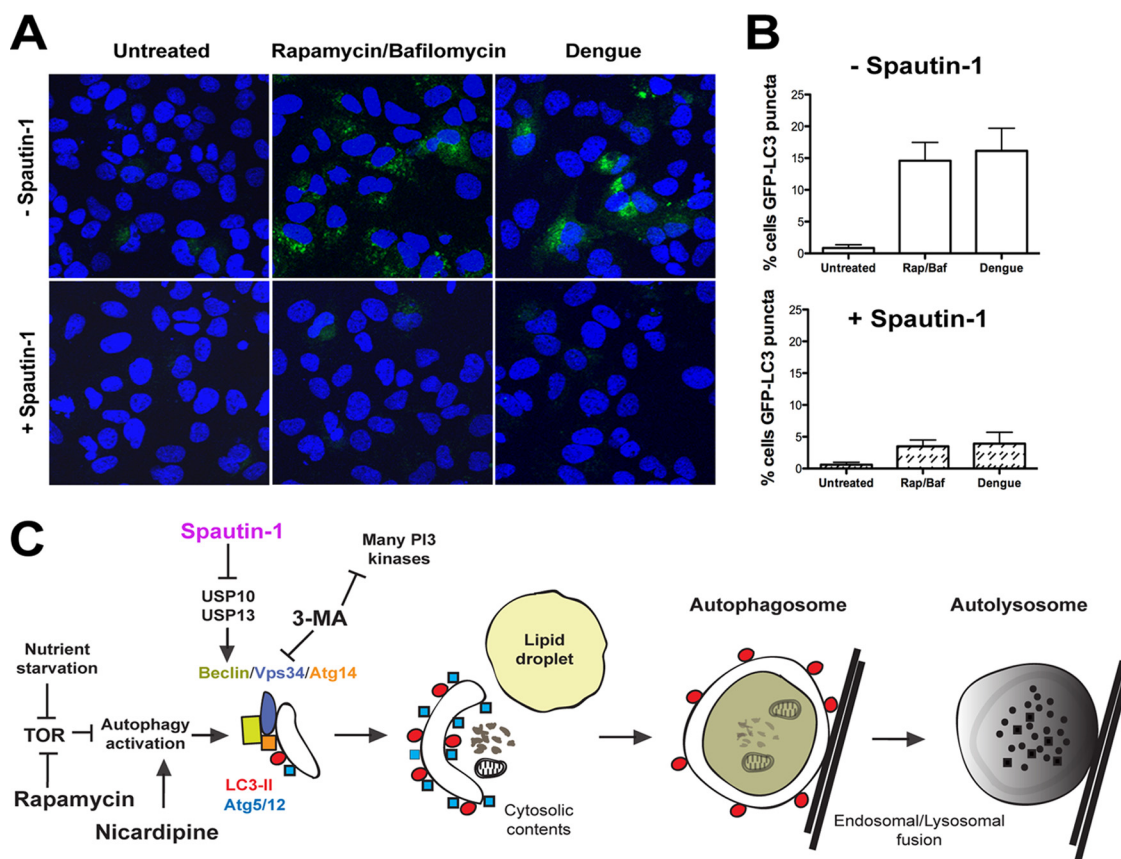 A
Untreated
Rapamycin/Bafilomycin
Dengue
- Spautin-1
+ Spautin-1
B
- Spautin-1
% cells GFP-LC3 puncta
25
20
15
10
5
0
Untreated
Rap/Baf
Dengue
+ Spautin-1
% cells GFP-LC3 puncta
25
20
15
10
5
0
Untreated
Rap/Baf
Dengue
C
Spautin-1
USP10
USP13
Many PI3
kinases
3-MA
Nutrient
starvation
Beclin/Vps34/Atg14
TOR
Autophagy
activation
Rapamycin
Nicardipine
LC3-II
Atg5/12
Lipid
droplet
Cytosolic
contents
Autophagosome
Endosomal/Lysosomal
fusion
Autolysosome